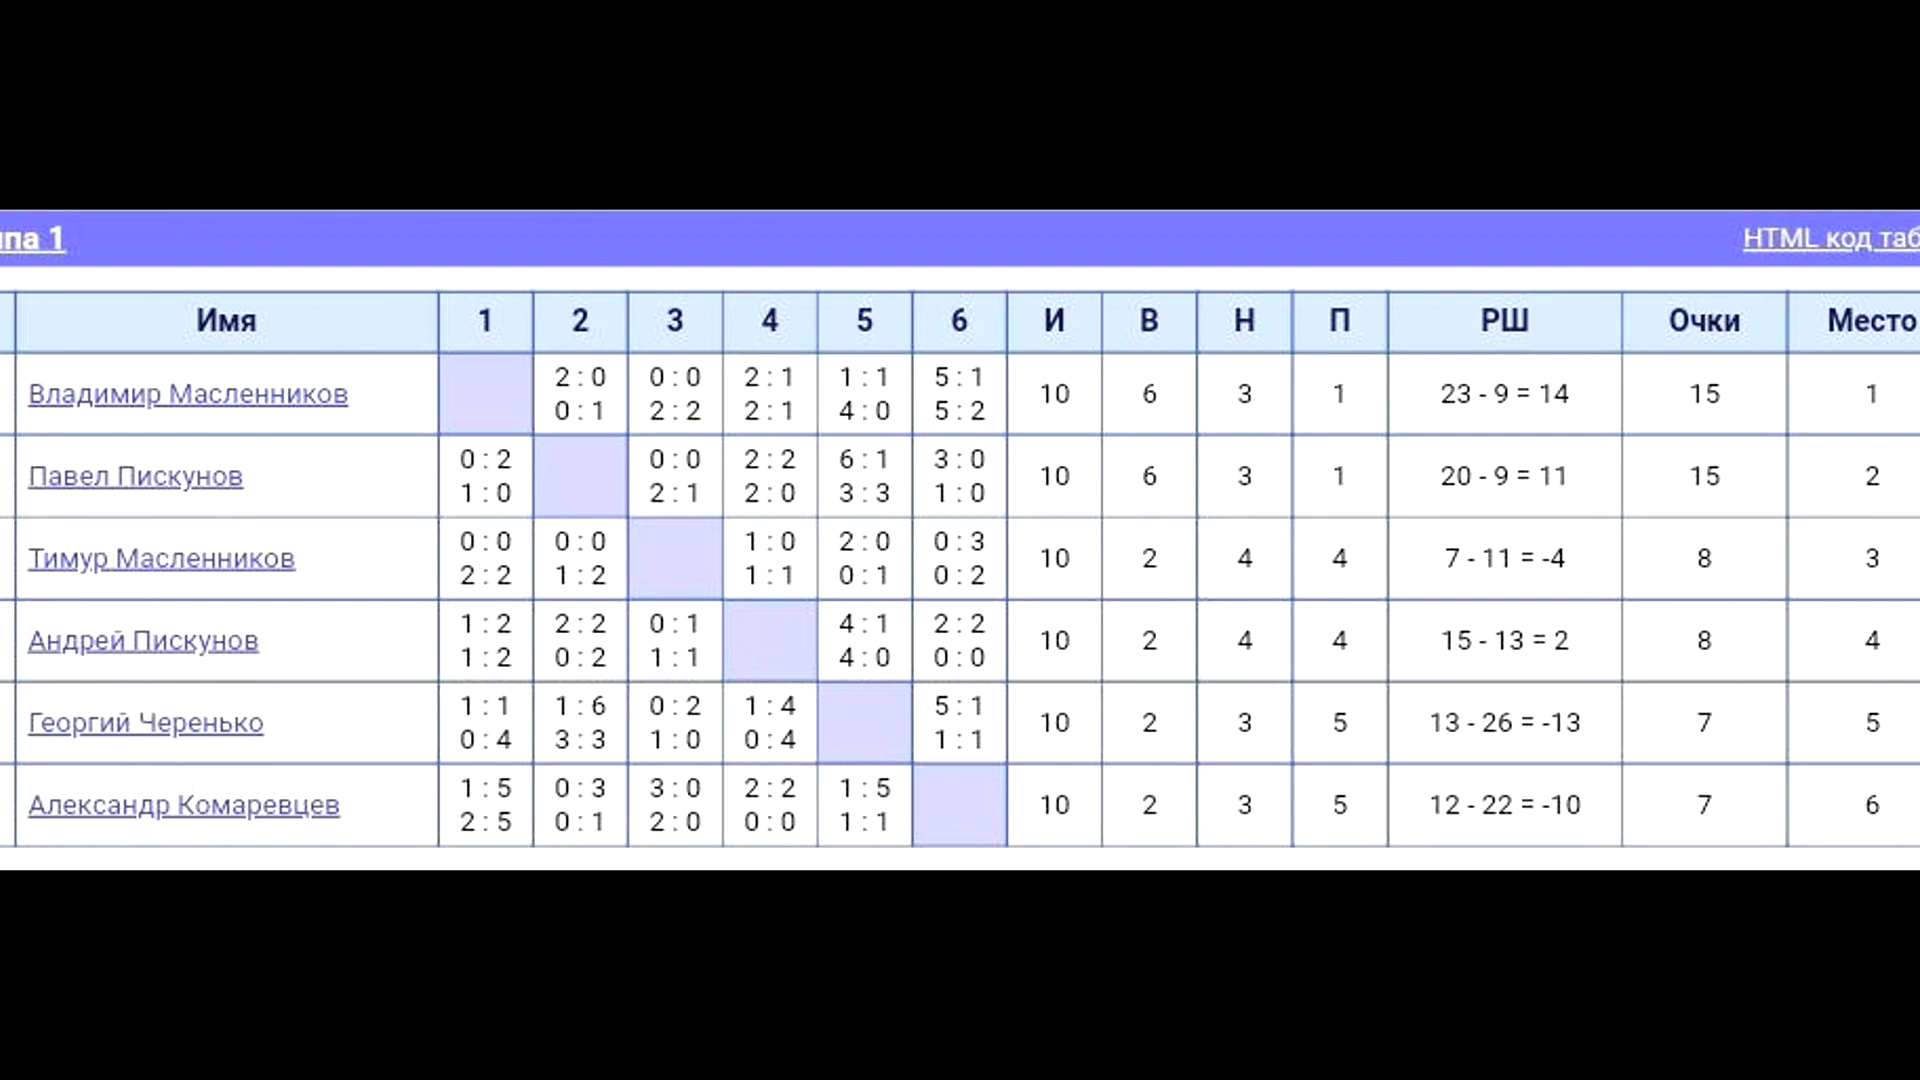 ппа 1 HTML код таб
Имя 1 2 3 4 5 6 И В Н П РШ Очки Место
Владимир Масленников 2 : 0 0 : 0 2 : 1 1 : 1 5 : 1 10 6 3 1 23 - 9 = 14 15 1
0 : 1 2 : 2 2 : 1 4 : 0 5 : 2
Павел Пискунов 0 : 2 0 : 0 2 : 2 6 : 1 3 : 0 10 6 3 1 20 - 9 = 11 15 2
1 : 0 2 : 1 2 : 0 3 : 3 1 : 0
Тимур Масленников 0 : 0 0 : 0 1 : 0 2 : 0 0 : 3 10 2 4 4 7 - 11 = -4 8 3
2 : 2 1 : 2 1 : 1 0 : 1 0 : 2
Андрей Пискунов 1 : 2 2 : 2 0 : 1 4 : 1 2 : 2 10 2 4 4 15 - 13 = 2 8 4
1 : 2 0 : 2 1 : 1 4 : 0 0 : 0
Георгий Черенько 1 : 1 1 : 6 0 : 2 1 : 4 5 : 1 10 2 3 5 13 - 26 = -13 7 5
0 : 4 3 : 3 1 : 0 0 : 4 1 : 1
Александр Комаревцев 1 : 5 0 : 3 3 : 0 2 : 2 1 : 5 10 2 3 5 12 - 22 = -10 7 6
2 : 5 0 : 1 2 : 0 0 : 0 1 : 1